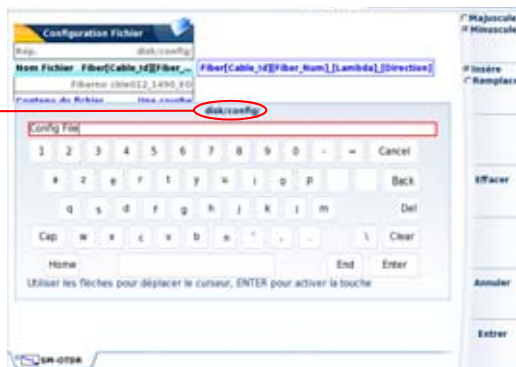 Configuration Fichier
Rep. disk/config/
Nom Fichier Fiber[Cable_Id][Fiber_...
Fiber[Cable_Id][Fiber_Num]_[Lambda]_[Direction]
Contenu du fichier Une courbe
disk/config/
Config File
1 2 3 4 5 6 7 8 9 0 - = Cancel
a z e r t y u i o p Back
q s d f g h j k l m Del
Cap w x c v b n ' , . \ Clear
Home End Enter
Utiliser les flèches pour déplacer le curseur, ENTER pour activer la touche
Majuscule
Minuscule
Insère
Remplace
Effacer
Annuler
Entrer
SM-OTDR